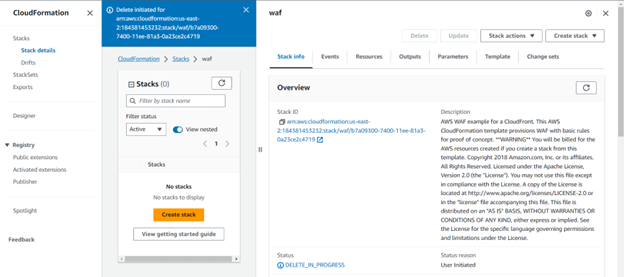 CloudFormation
Stacks
Stack details
Drifts
StackSets
Exports
Designer
Registry
Public extensions
Activated extensions
Publisher
Spotlight
Feedback
Delete initiated for
arn:aws:cloudformation:us-east-
2:184381453232:stack/waf/b7a09300-
7400-11ee-81a3-0a23ce2c4719
CloudFormation > Stacks > waf
Stacks (0)
Filter by stack name
Filter status
Active
View nested
1
Stacks
No stacks
No stacks to display
Create stack
View getting started guide
waf
Delete
Update
Stack actions
Create stack
Stack info
Events
Resources
Outputs
Parameters
Template
Change sets
Overview
Stack ID
arn:aws:cloudformation:us-east-
2:184381453232:stack/waf/b7a09300-7400-11ee-81a3-
0a23ce2c4719
Description
AWS WAF example for a CloudFront. This AWS
CloudFormation template provisions WAF with basic rules
for proof of concept. **WARNING** You will be billed for the
AWS resources created if you create a stack from this
template. Copyright 2018 Amazon.com, Inc. or its affiliates.
All Rights Reserved. Licensed under the Apache License,
Version 2.0 (the "License"). You may not use this file except
in compliance with the License. A copy of the License is
located at http://www.apache.org/licenses/LICENSE-2.0 or
in the "license" file accompanying this file. This file is
distributed on an "AS IS" BASIS, WITHOUT WARRANTIES OR
CONDITIONS OF ANY KIND, either express or implied. See
the License for the specific language governing permissions
and limitations under the License.
Status
DELETE_IN_PROGRESS
Status reason
User Initiated